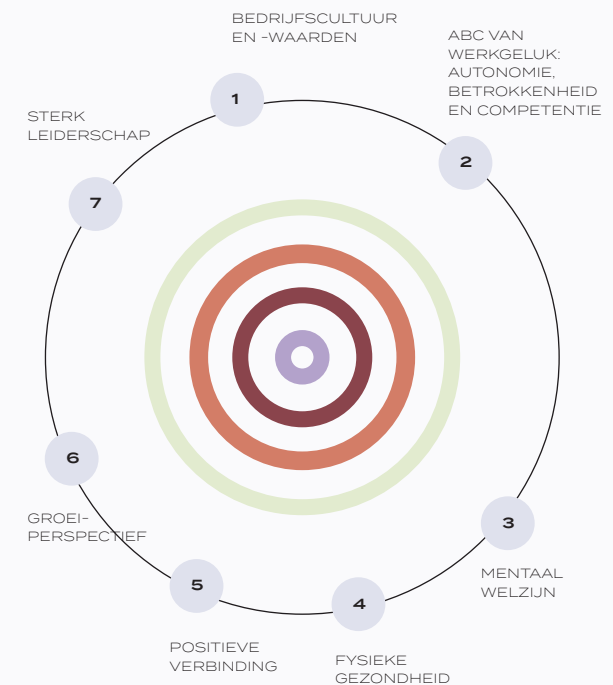 BEDRIJFSCULTUUR
EN -WAARDEN
1
ABC VAN
WERKGELUK:
AUTONOMIE,
BETROKKENHEID
EN COMPETENTIE
2
3
MENTAAL
WELZIJN
4
FYSIEKE
GEZONDHEID
5
POSITIEVE
VERBINDING
6
GROEI-
PERSPECTIEF
STERK
LEIDERSCHAP
7